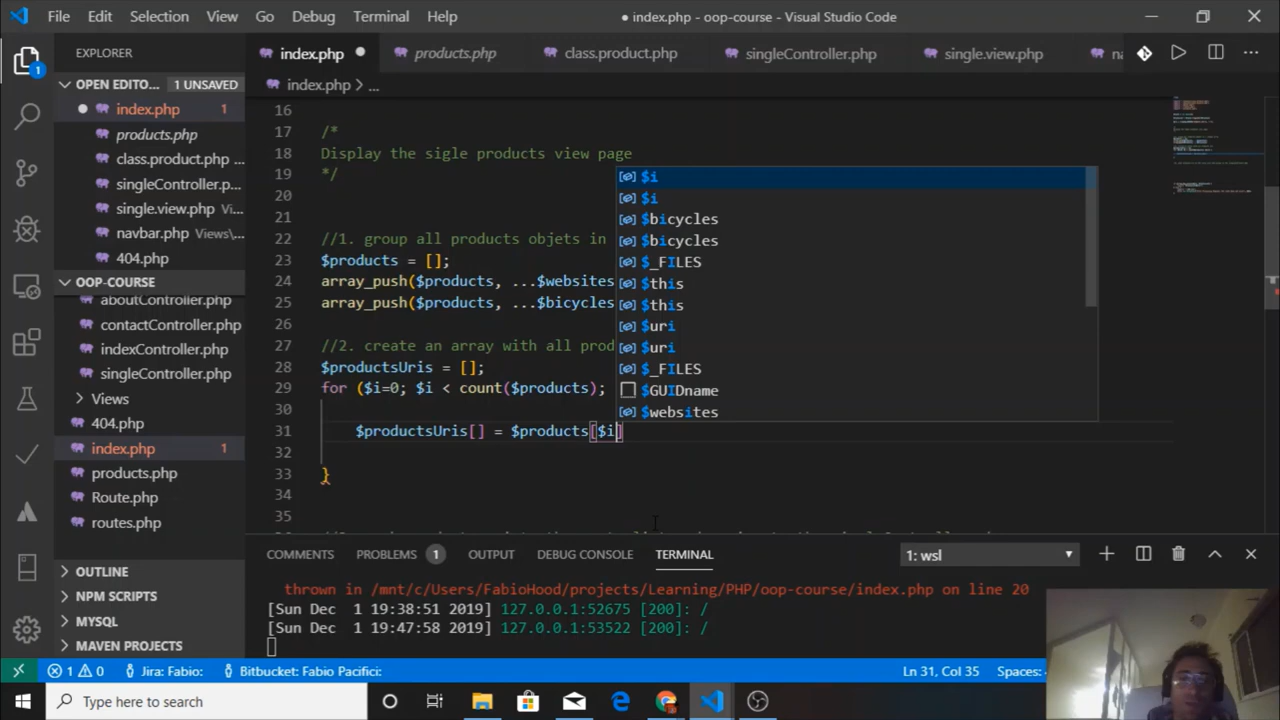 File Edit Selection View Go Debug Terminal Help
● index.php - oop-course - Visual Studio Code
EXPLORER
index.php
products.php
class.product.php
singleController.php
single.view.php
na
OPEN EDITO... 1 UNSAVED
index.php > ...
index.php 1
products.php
class.product.php ...
singleController.p...
single.view.php Vi...
navbar.php Views\...
404.php
OOP-COURSE
aboutController.php
contactController.php
indexController.php
singleController.php
Views
404.php
index.php 1
products.php
Route.php
routes.php
OUTLINE
NPM SCRIPTS
MYSQL
MAVEN PROJECTS
16
17 /*
18 Display the sigle products view page
19 */
20
21
22 //1. group all products objets in
23 $products = [];
24 array_push($products, ...$websites
25 array_push($products, ...$bicycles
26
27 //2. create an array with all prod
28 $productsUris = [];
29 for ($i=0; $i < count($products);
30
31 $productsUris[] = $products[$i]
32
33 }
34
35
$i
$i
$bicycles
$bicycles
$_FILES
$this
$this
$uri
$uri
$_FILES
$GUIDname
$websites
COMMENTS PROBLEMS 1 OUTPUT DEBUG CONSOLE TERMINAL 1: wsl
thrown in /mnt/c/Users/FabioHood/projects/Learning/PHP/oop-course/index.php on line 20
[Sun Dec 1 19:38:51 2019] 127.0.0.1:52675 [200]: /
[Sun Dec 1 19:47:58 2019] 127.0.0.1:53522 [200]: /
1 0 Jira: Fabio: Bitbucket: Fabio Pacifici: Ln 31, Col 35 Spaces:
Type here to search